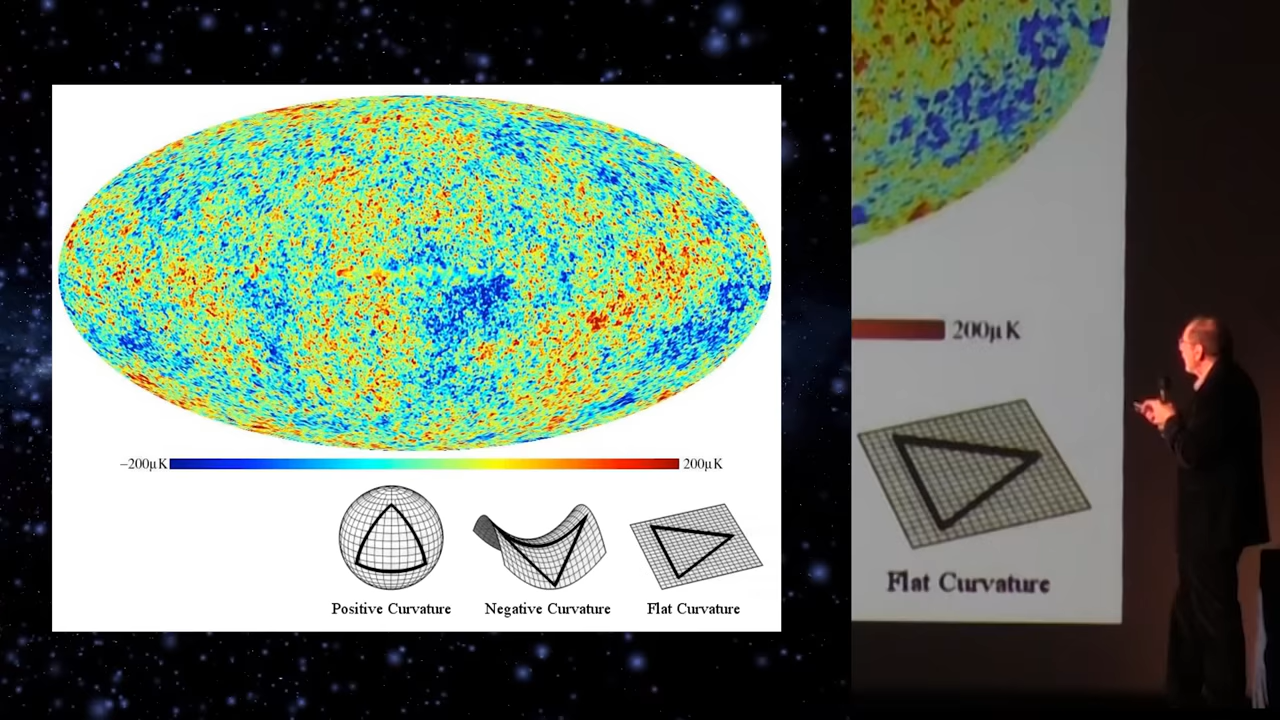 −200μK
200μK
Positive Curvature
Negative Curvature
Flat Curvature
200μK
Flat Curvature